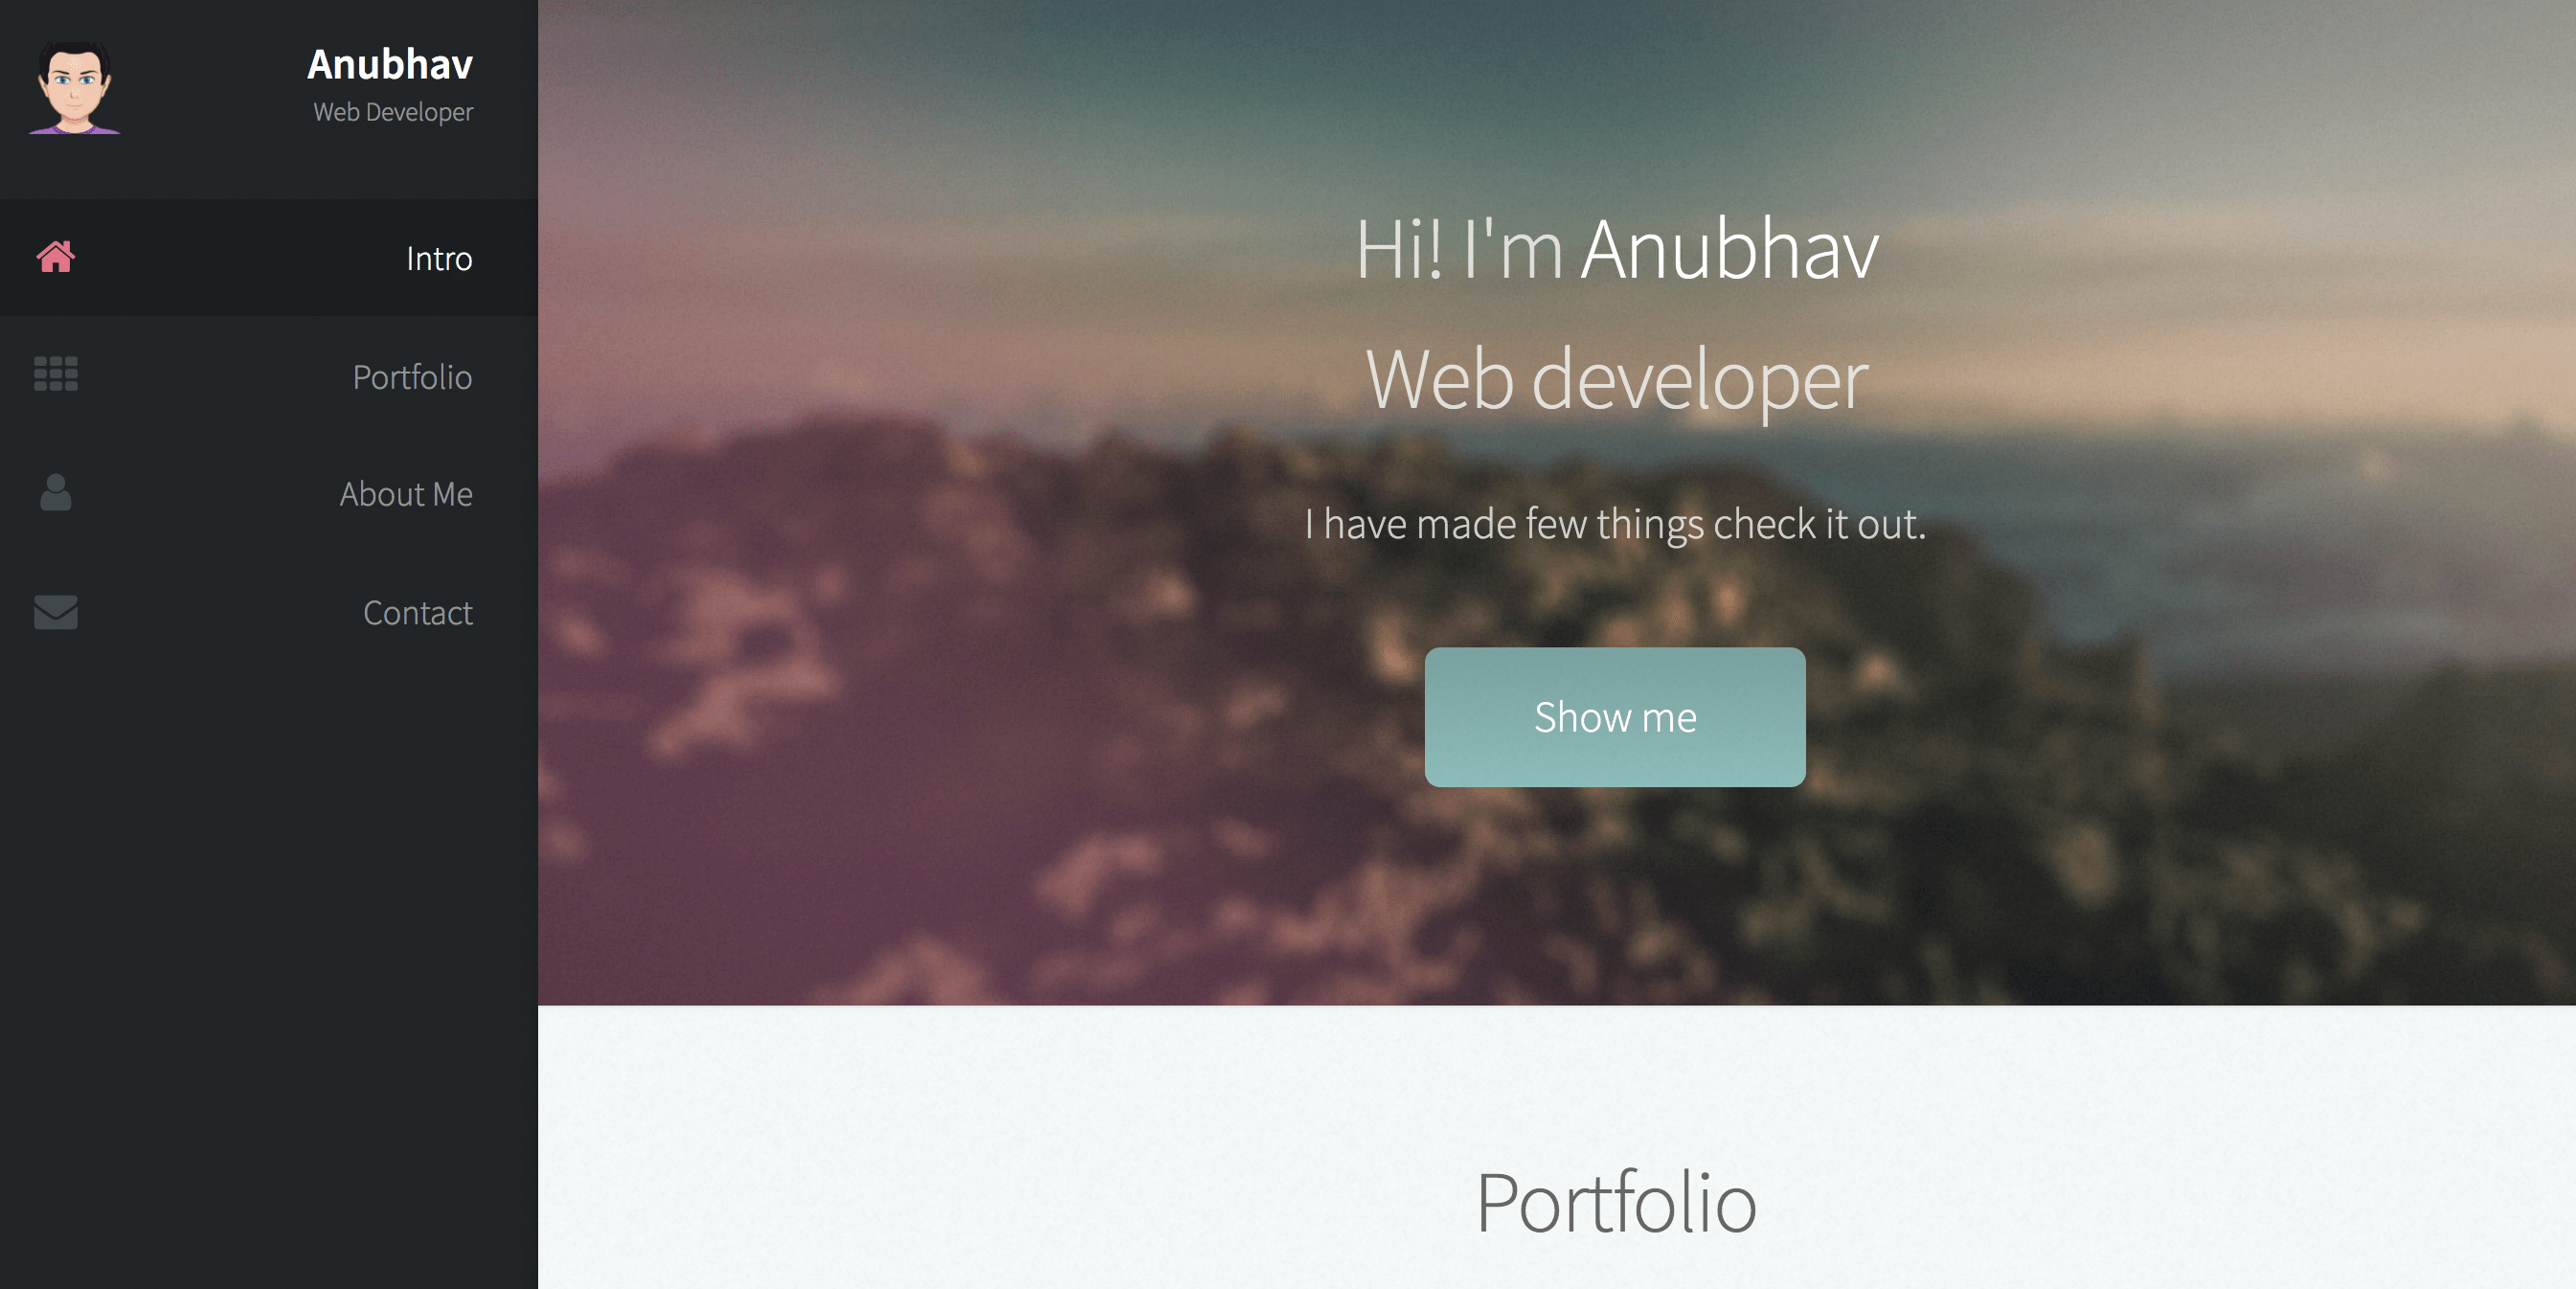 Anubhav
Web Developer
Intro
Portfolio
About Me
Contact
Hi! I'm Anubhav
Web developer
I have made few things check it out.
Show me
Portfolio